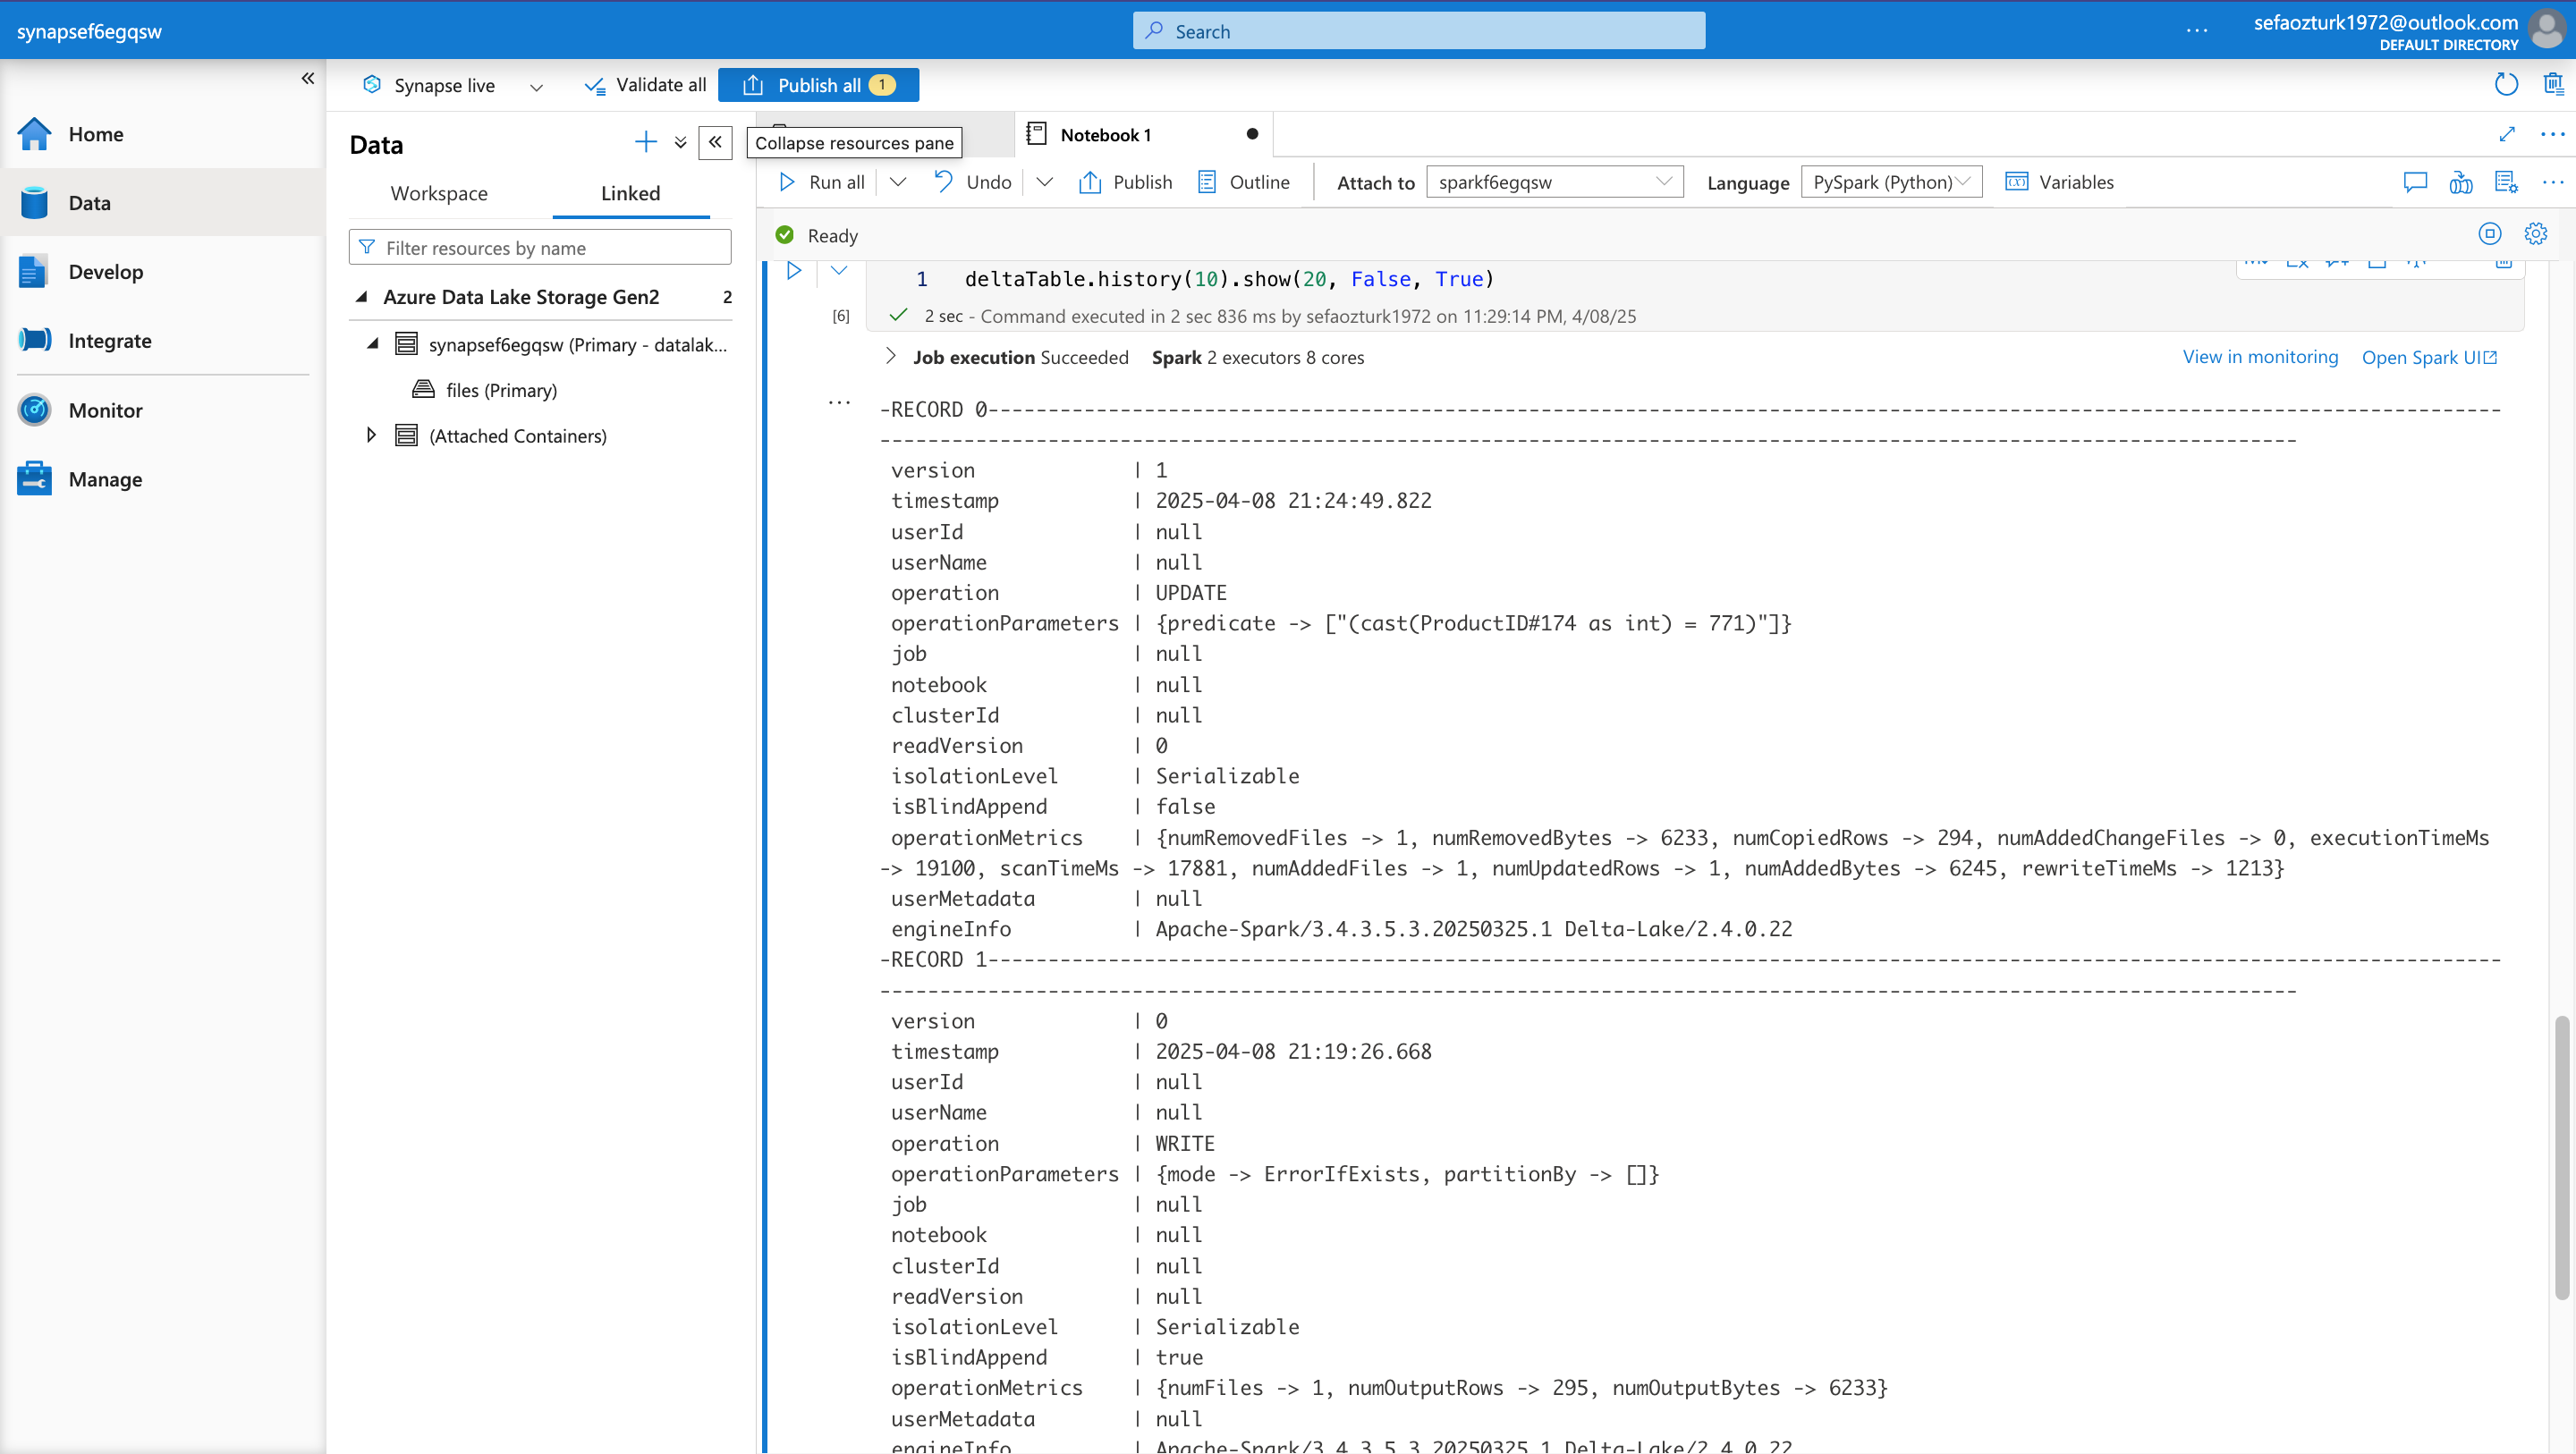 synapsef6egqsw
Search
...
sefaozturk1972@outlook.com
DEFAULT DIRECTORY
Synapse live
Validate all
Publish all 1
Home
Data
Develop
Integrate
Monitor
Manage
Data
Collapse resources pane
Workspace
Linked
Filter resources by name
Azure Data Lake Storage Gen2 2
synapsef6egqsw (Primary - datalak...
files (Primary)
(Attached Containers)
Notebook 1
Run all
Undo
Publish
Outline
Attach to sparkf6egqsw
Language PySpark (Python)
Variables
Ready
1 deltaTable.history(10).show(20, False, True)
[6] 2 sec - Command executed in 2 sec 836 ms by sefaozturk1972 on 11:29:14 PM, 4/08/25
Job execution Succeeded Spark 2 executors 8 cores
View in monitoring Open Spark UI
-RECORD 0---------------------------------------------------------------------------------------------------------------------------------------
----------------------------------------------------------------------------------------------------------------------
version | 1
timestamp | 2025-04-08 21:24:49.822
userId | null
userName | null
operation | UPDATE
operationParameters | {predicate -> ["(cast(ProductID#174 as int) = 771)"]}
job | null
notebook | null
clusterId | null
readVersion | 0
isolationLevel | Serializable
isBlindAppend | false
operationMetrics | {numRemovedFiles -> 1, numRemovedBytes -> 6233, numCopiedRows -> 294, numAddedChangeFiles -> 0, executionTimeMs
-> 19100, scanTimeMs -> 17881, numAddedFiles -> 1, numUpdatedRows -> 1, numAddedBytes -> 6245, rewriteTimeMs -> 1213}
userMetadata | null
engineInfo | Apache-Spark/3.4.3.5.3.20250325.1 Delta-Lake/2.4.0.22
-RECORD 1---------------------------------------------------------------------------------------------------------------------------------------
----------------------------------------------------------------------------------------------------------------------
version | 0
timestamp | 2025-04-08 21:19:26.668
userId | null
userName | null
operation | WRITE
operationParameters | {mode -> ErrorIfExists, partitionBy -> []}
job | null
notebook | null
clusterId | null
readVersion | null
isolationLevel | Serializable
isBlindAppend | true
operationMetrics | {numFiles -> 1, numOutputRows -> 295, numOutputBytes -> 6233}
userMetadata | null
engineInfo | Apache-Spark/3.4.3.5.3.20250325.1 Delta-Lake/2.4.0.22